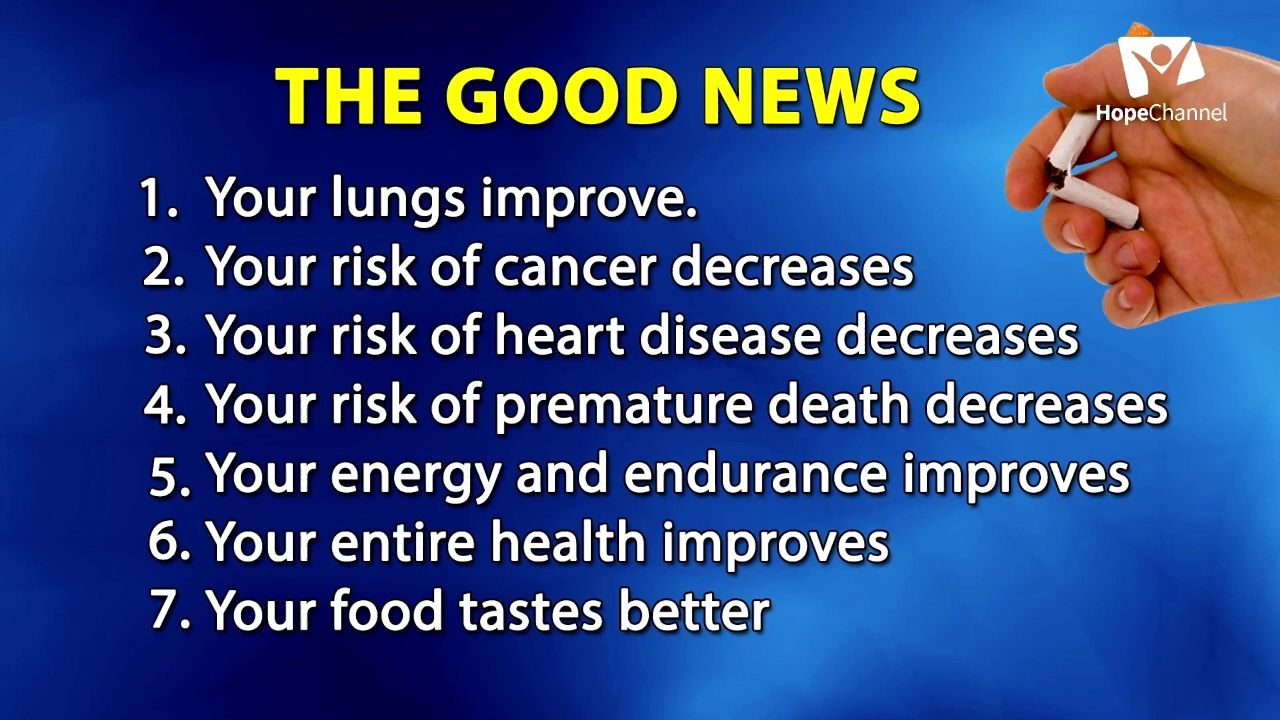 HopeChannel
THE GOOD NEWS
1. Your lungs improve.
2. Your risk of cancer decreases
3. Your risk of heart disease decreases
4. Your risk of premature death decreases
5. Your energy and endurance improves
6. Your entire health improves
7. Your food tastes better